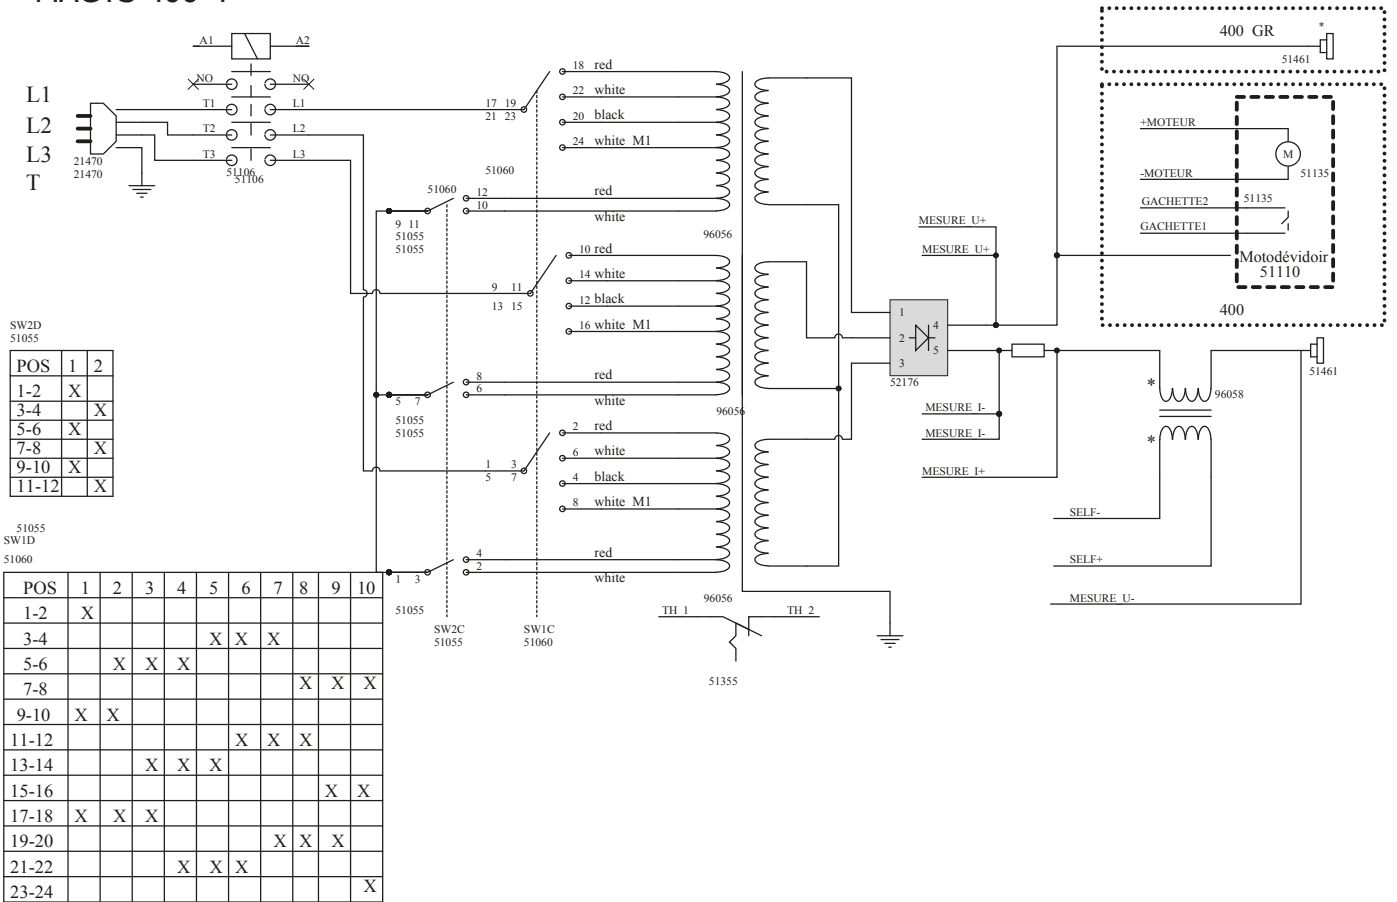 A1 A2
NO NO
L1
L2
L3
T
21470
21470
T1 L1
T2 L2
T3 L3
51106
51106
17 19
21 23
18 red
22 white
20 black
24 white M1
51060
51060
12 red
10 white
9 11
51055
51055
96056
9 11
13 15
10 red
14 white
12 black
16 white M1
8 red
6 white
5 7
51055
51055
96056
1 3
5 7
2 red
6 white
4 black
8 white M1
4 red
2 white
1 3
51055
96056
SW2C
51055
SW1C
51060
TH 1 TH 2
51355
400 GR
*
51461
+MOTEUR
M
-MOTEUR
51135
GACHETTE2
51135
GACHETTE1
Motodévidoir
51110
400
MESURE U+
MESURE U+
1
2
3
4
5
52176
MESURE I-
MESURE I-
MESURE I+
51461
*
96058
*
SELF-
SELF+
MESURE U-
SW2D
51055
POS 1 2
1-2 X
3-4 X
5-6 X
7-8 X
9-10 X
11-12 X
51055
SW1D
51060
POS 1 2 3 4 5 6 7 8 9 10
1-2 X
3-4 X X X
5-6 X X X
7-8 X X X
9-10 X X
11-12 X X X
13-14 X X X
15-16 X X
17-18 X X X
19-20 X X X
21-22 X X X
23-24 X